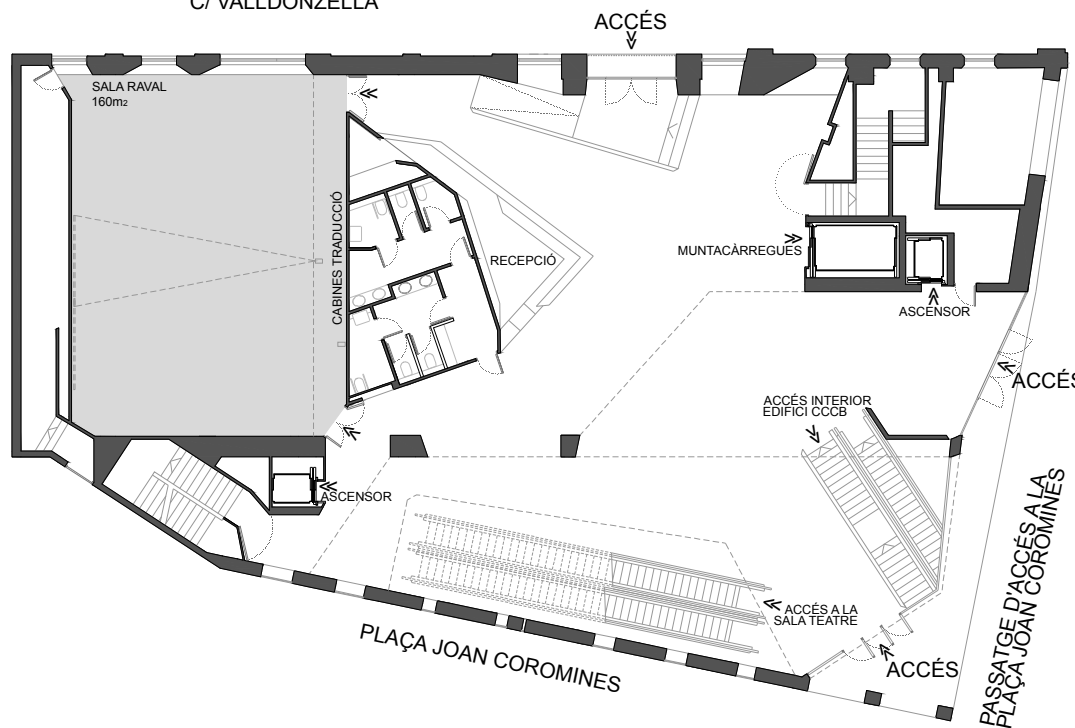 C/ VALLDONZELLA
ACCÉS
SALA RAVAL
160m2
CABINES TRADUCCIÓ
RECEPCIÓ
MUNTACÀRREGUES
ASCENSOR
ACCÉS
ACCÉS INTERIOR
EDIFICI CCCB
ASCENSOR
ACCÉS A LA
SALA TEATRE
PLAÇA JOAN COROMINES
ACCÉS
PASSATGE D'ACCÉS A LA
PLAÇA JOAN COROMINES